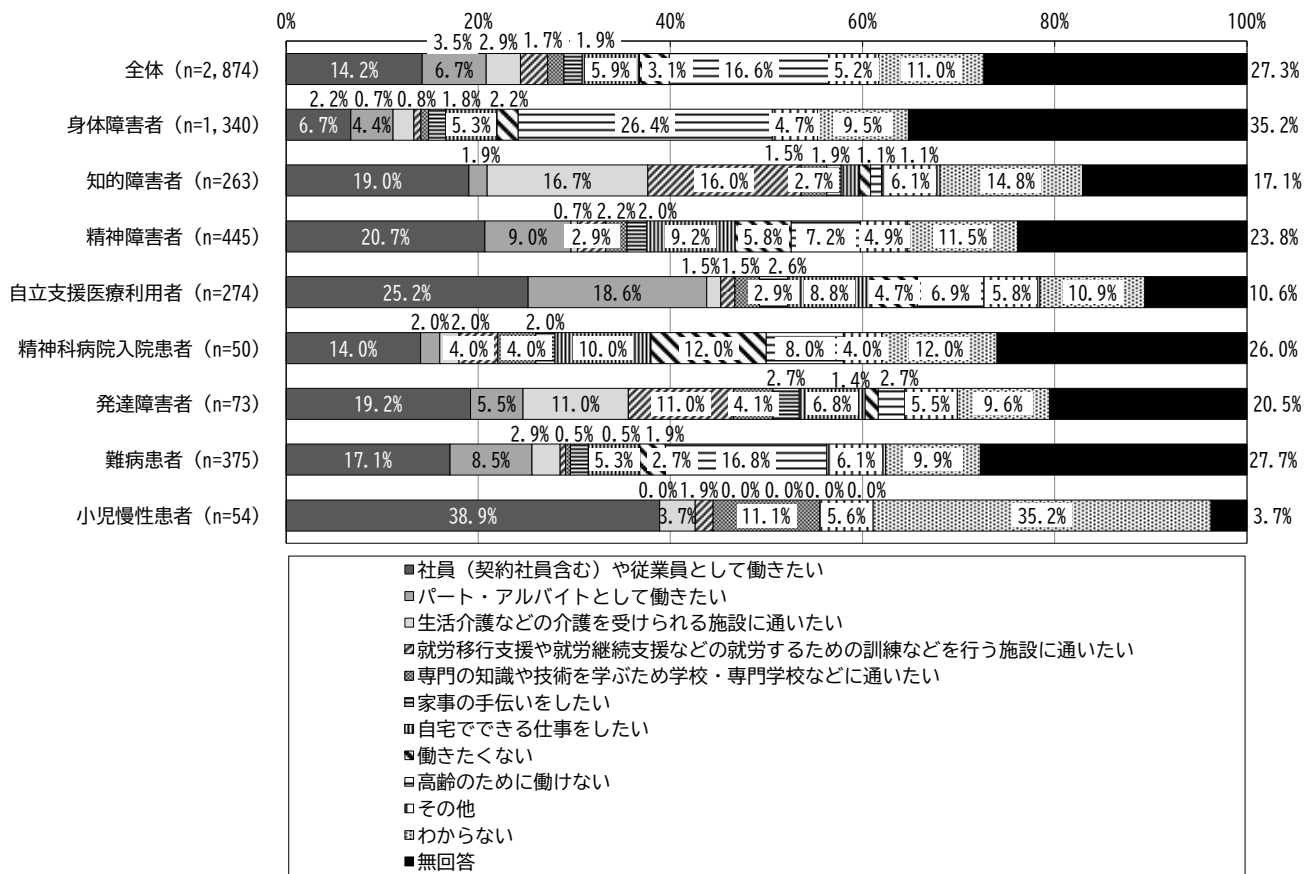 0% 20% 40% 60% 80% 100%
3.5% 2.9% 1.7% 1.9%
全体（n=2,874） 14.2% 6.7% 5.9% 3.1% 16.6% 5.2% 11.0% 27.3%
2.2% 0.7% 0.8% 1.8% 2.2%
身体障害者（n=1,340） 6.7% 4.4% 5.3% 26.4% 4.7% 9.5% 35.2%
1.9% 1.5% 1.9% 1.1% 1.1%
知的障害者（n=263） 19.0% 16.7% 16.0% 2.7% 6.1% 14.8% 17.1%
0.7% 2.2% 2.0%
精神障害者（n=445） 20.7% 9.0% 2.9% 9.2% 5.8% 7.2% 4.9% 11.5% 23.8%
1.5% 1.5% 2.6%
自立支援医療利用者（n=274） 25.2% 18.6% 2.9% 8.8% 4.7% 6.9% 5.8% 10.9% 10.6%
2.0% 2.0% 2.0%
精神科病院入院患者（n=50） 14.0% 4.0% 4.0% 10.0% 12.0% 8.0% 4.0% 12.0% 26.0%
2.7% 1.4% 2.7%
発達障害者（n=73） 19.2% 5.5% 11.0% 11.0% 4.1% 6.8% 5.5% 9.6% 20.5%
2.9% 0.5% 0.5% 1.9%
難病患者（n=375） 17.1% 8.5% 5.3% 2.7% 16.8% 6.1% 9.9% 27.7%
0.0% 1.9% 0.0% 0.0% 0.0% 0.0%
小児慢性患者（n=54） 38.9% 3.7% 11.1% 5.6% 35.2% 3.7%
社員（契約社員含む）や従業員として働きたい
パート・アルバイトとして働きたい
生活介護などの介護を受けられる施設に通いたい
就労移行支援や就労継続支援などの就労するための訓練などを行う施設に通いたい
専門の知識や技術を学ぶため学校・専門学校などに通いたい
家事の手伝いをしたい
自宅でできる仕事をしたい
働きたくない
高齢のために働けない
その他
わからない
無回答